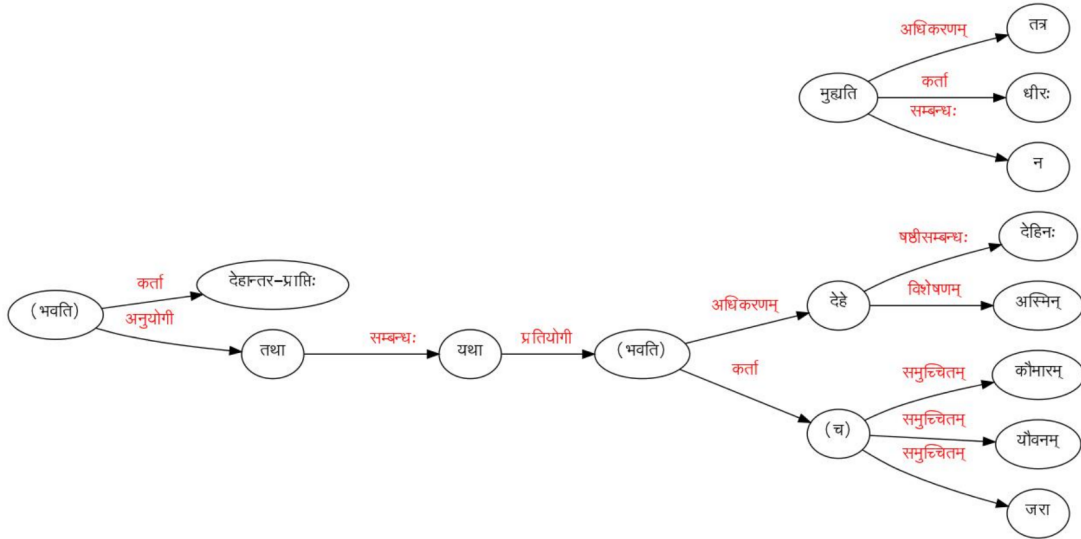 अधिकरणम्
तत्र
मुह्यति
कर्ता
धीरः
सम्बन्धः
न
षष्ठीसम्बन्धः
देहिनः
कर्ता
देहान्तर-प्राप्तिः
(भवति)
अनुयोगी
तथा
सम्बन्धः
यथा
प्रतियोगी
(भवति)
अधिकरणम्
देहे
विशेषणम्
अस्मिन्
कर्ता
(च)
समुच्चितम्
कौमारम्
समुच्चितम्
यौवनम्
समुच्चितम्
जरा